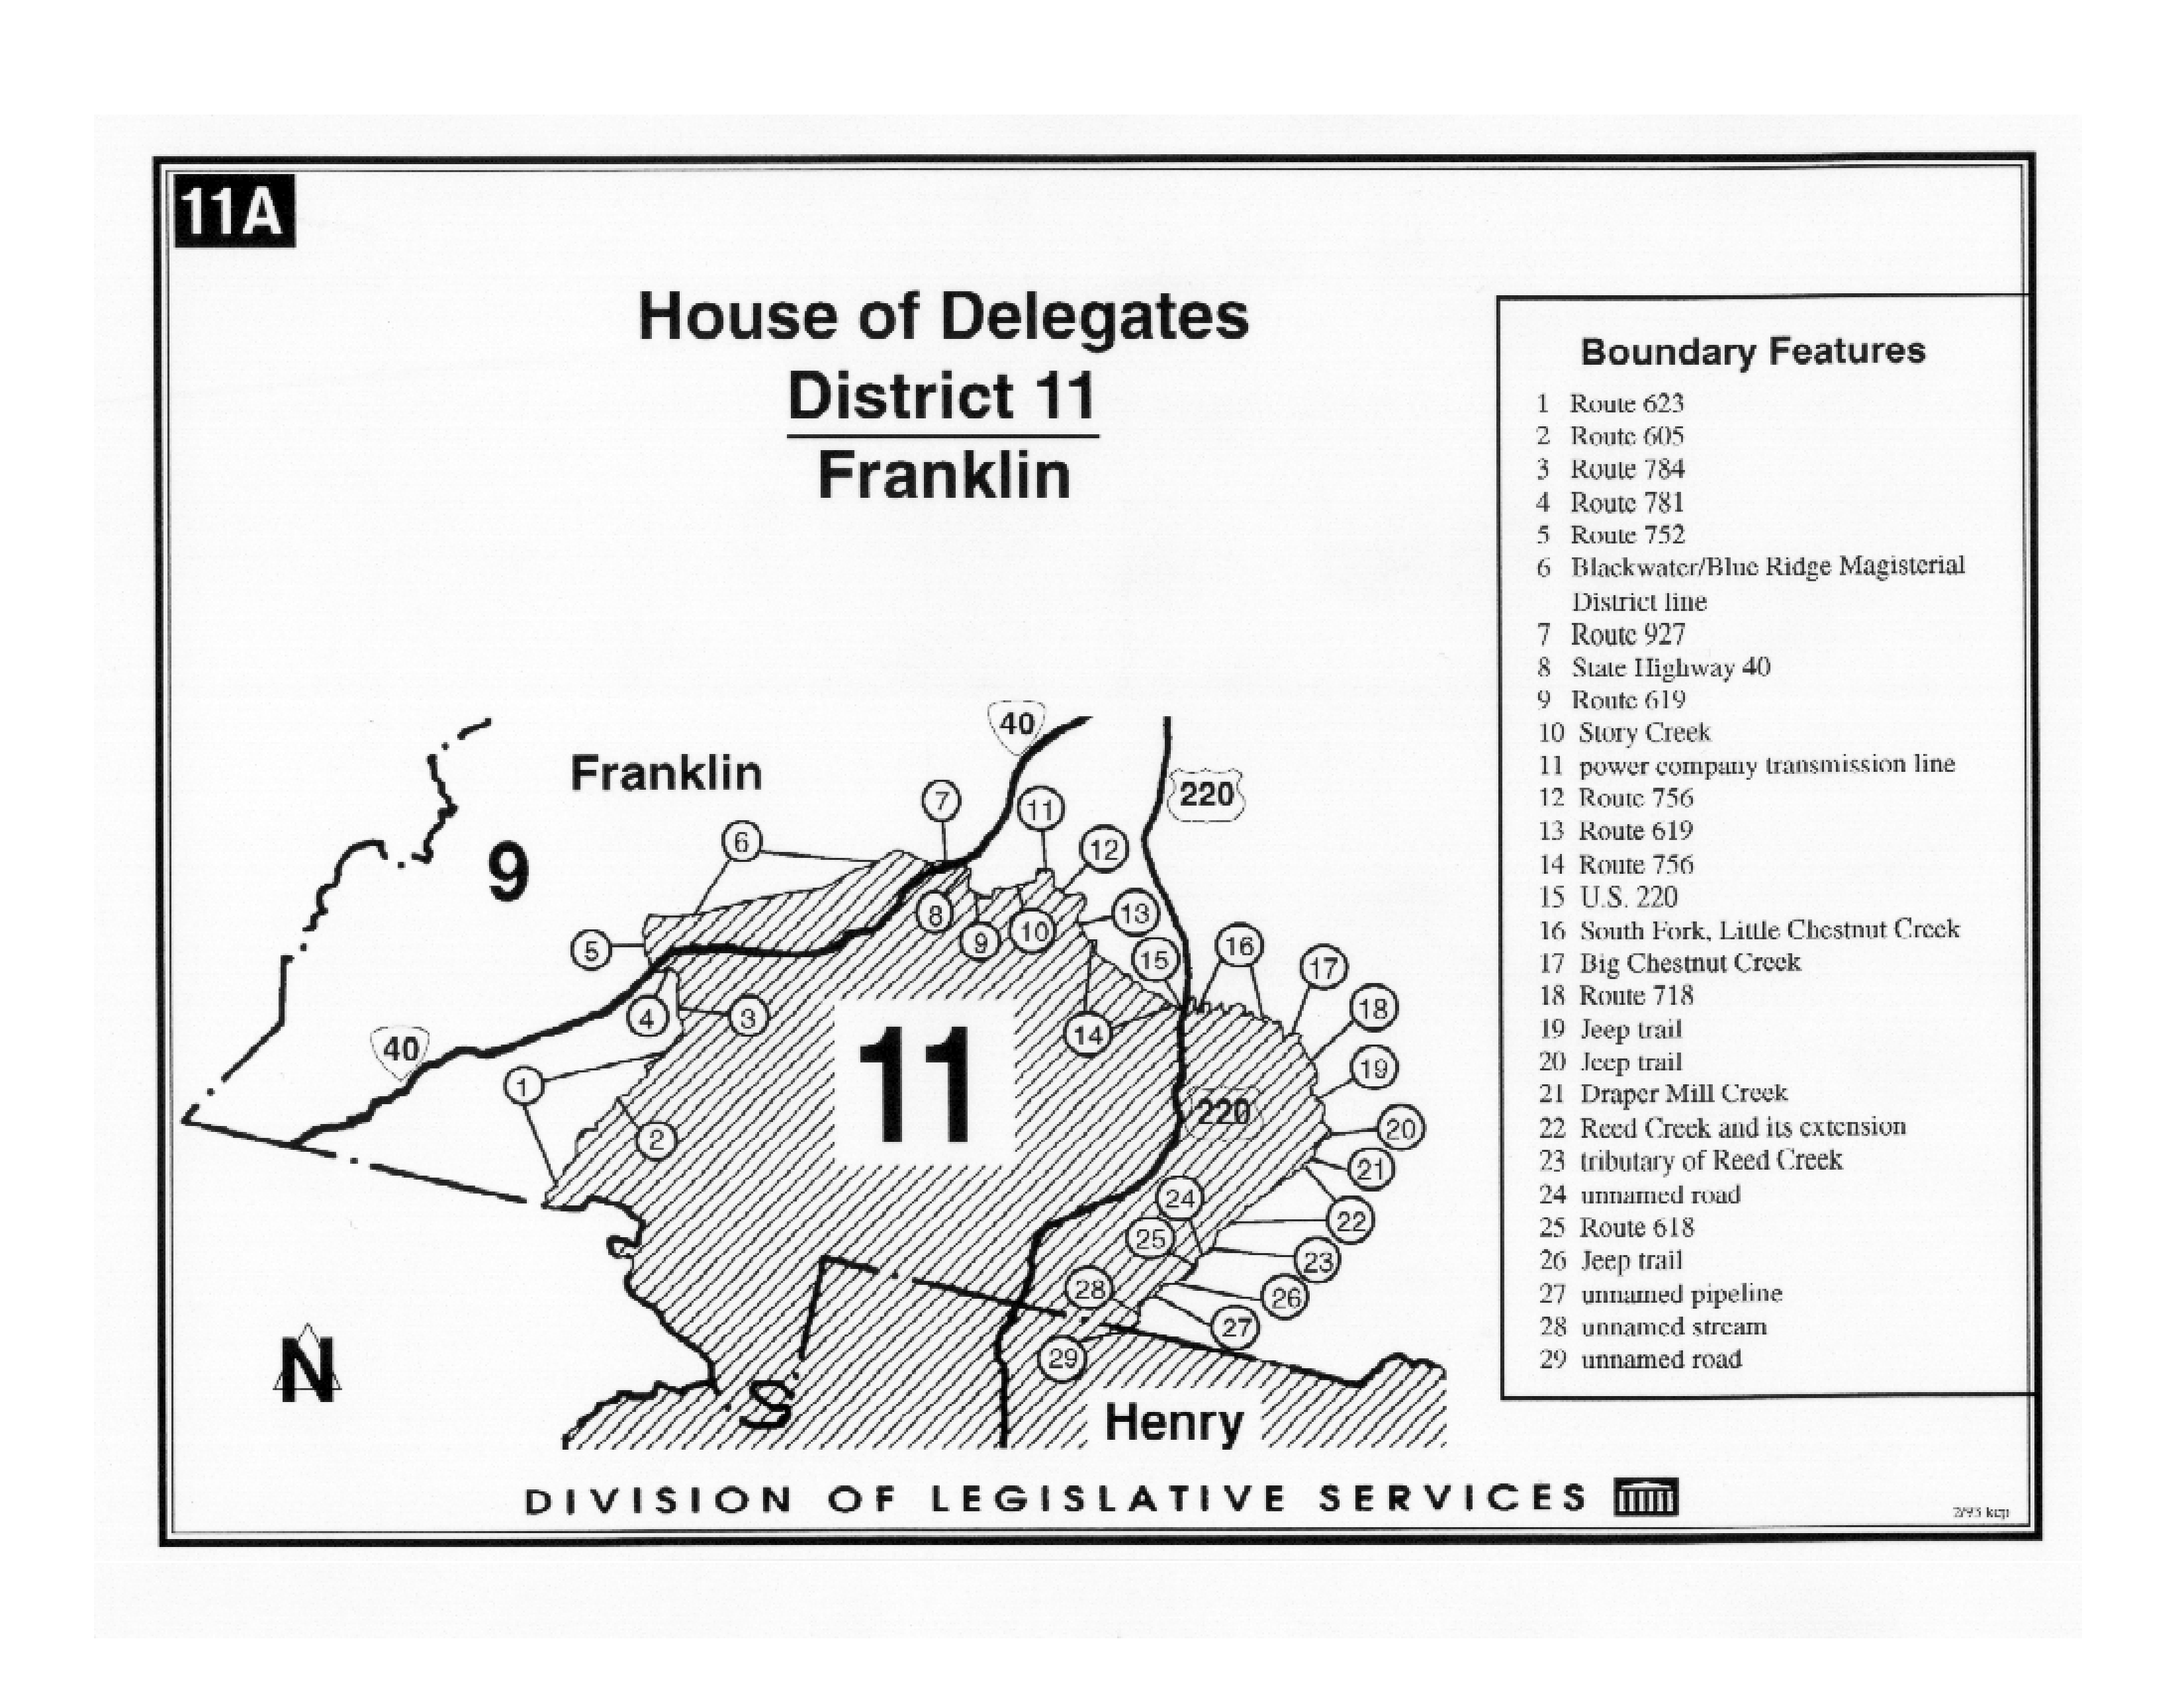 11A
House of Delegates
District 11
Franklin
Boundary Features
1 Route 623
2 Route 605
3 Route 784
4 Route 781
5 Route 752
6 Blackwater/Blue Ridge Magisterial
District line
7 Route 927
8 State Highway 40
9 Route 619
10 Story Creek
11 power company transmission line
12 Route 756
13 Route 619
14 Route 756
15 U.S. 220
16 South Fork, Little Chestnut Creek
17 Big Chestnut Creek
18 Route 718
19 Jeep trail
20 Jeep trail
21 Draper Mill Creek
22 Reed Creek and its extension
23 tributary of Reed Creek
24 unnamed road
25 Route 618
26 Jeep trail
27 unnamed pipeline
28 unnamed stream
29 unnamed road
40
Franklin
220
7
11
6
12
9
8
13
10
9
5
15
16
17
4
3
14
18
40
11
19
1
220
20
2
21
24
22
25
23
28
26
27
29
N
Henry
DIVISION OF LEGISLATIVE SERVICES
2/93 kcp